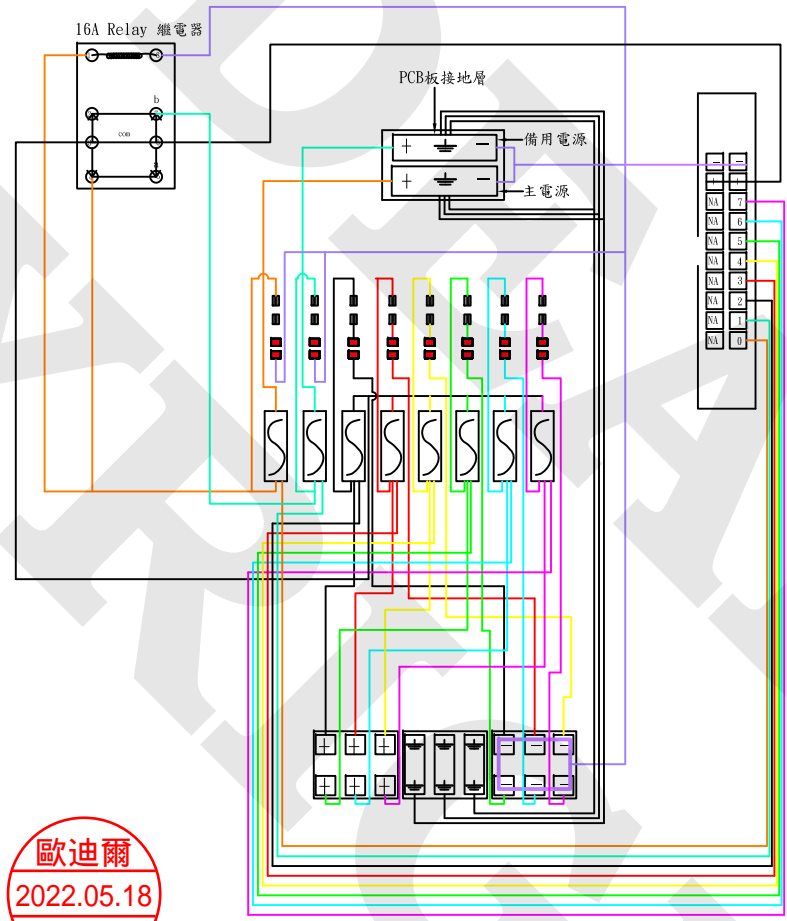 16A Relay 繼電器
b
COM
a
PCB板接地層
+ ⏚ − 備用電源
+ ⏚ − 主電源
− −
+ +
NA 7
NA 6
NA 5
NA 4
NA 3
NA 2
NA 1
NA 0
+ + + ⏚ ⏚ ⏚ − − −
+ + + ⏚ ⏚ ⏚ − − −
歐迪爾
2022.05.18